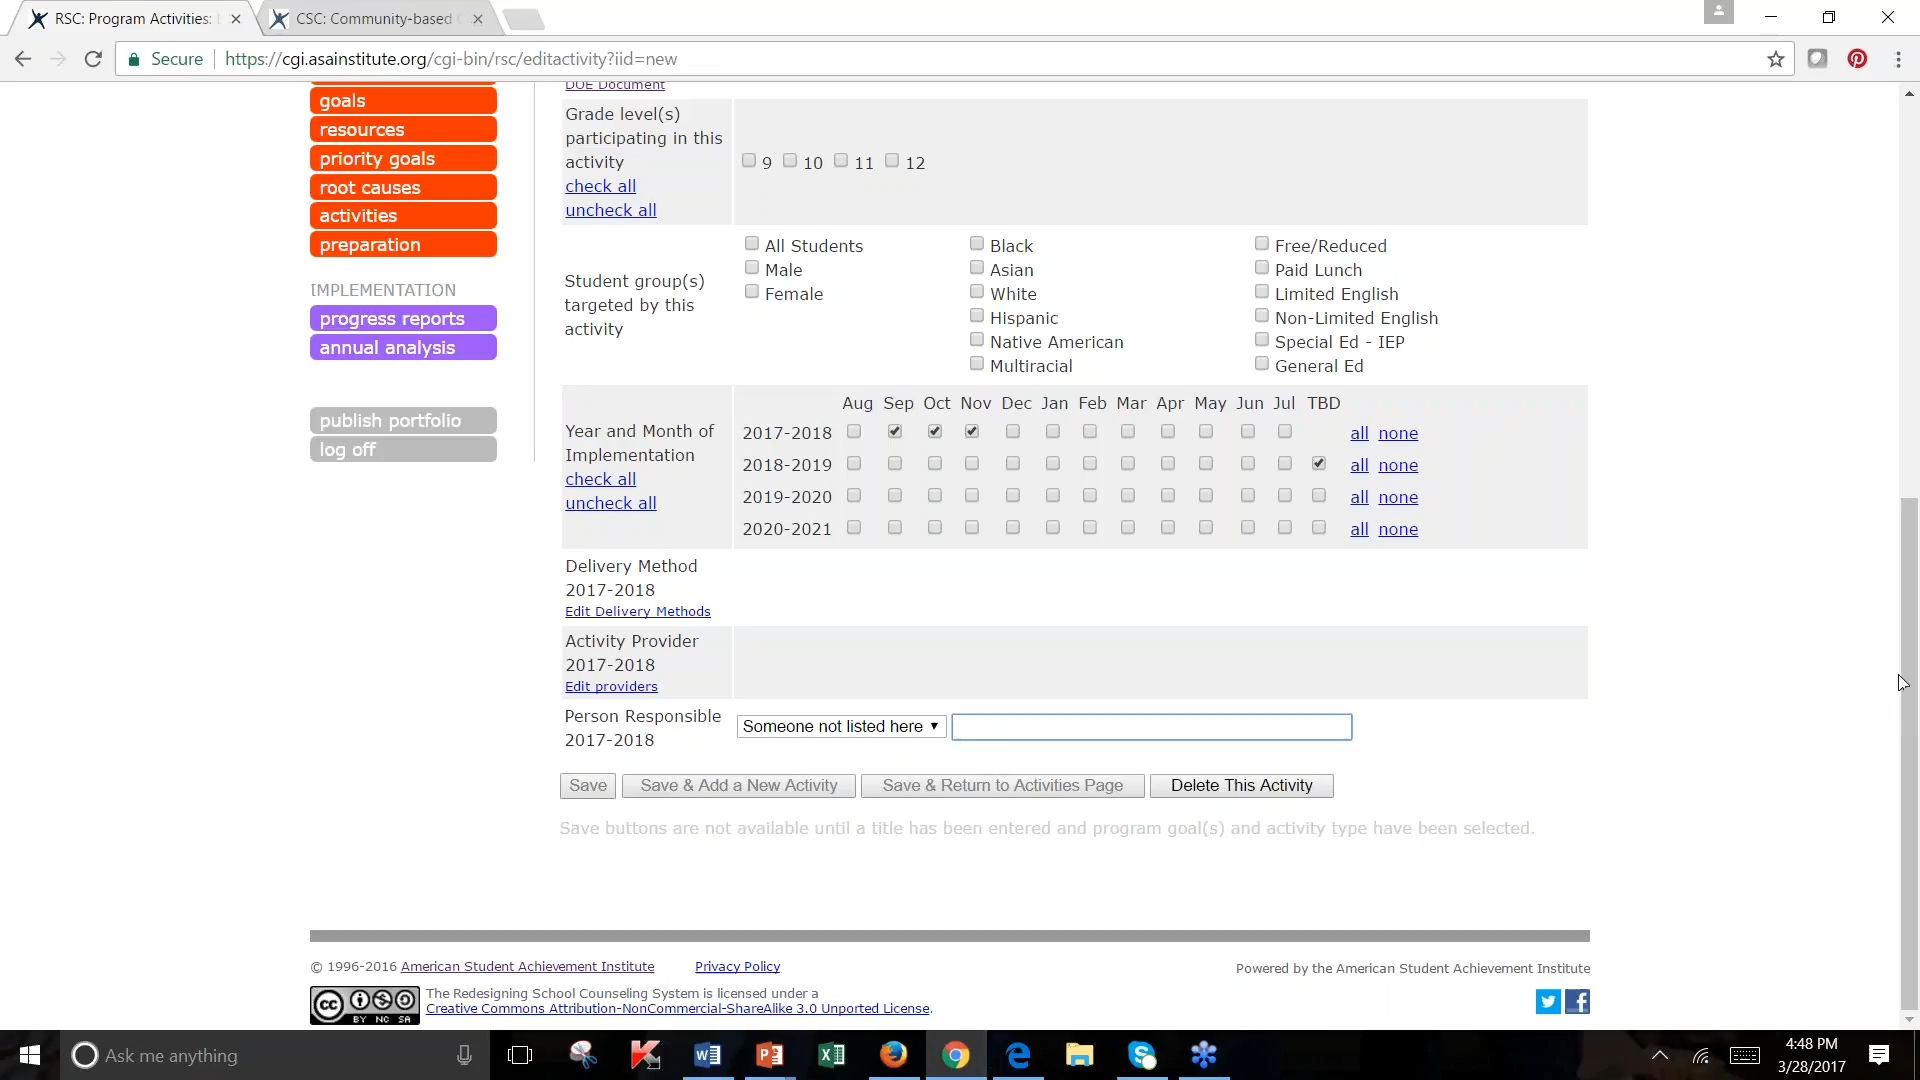 RSC: Program Activities:
CSC: Community-based
Secure
https://cgi.asainstitute.org/cgi-bin/rsc/editactivity?iid=new
goals
resources
priority goals
root causes
activities
preparation
IMPLEMENTATION
progress reports
annual analysis
publish portfolio
log off
DOE Document
Grade level(s)
participating in this
activity
check all
uncheck all
9 10 11 12
Student group(s)
targeted by this
activity
All Students
Male
Female
Black
Asian
White
Hispanic
Native American
Multiracial
Free/Reduced
Paid Lunch
Limited English
Non-Limited English
Special Ed - IEP
General Ed
Year and Month of
Implementation
check all
uncheck all
Aug Sep Oct Nov Dec Jan Feb Mar Apr May Jun Jul TBD
2017-2018 all none
2018-2019 all none
2019-2020 all none
2020-2021 all none
Delivery Method
2017-2018
Edit Delivery Methods
Activity Provider
2017-2018
Edit providers
Person Responsible
2017-2018
Someone not listed here
Save Save & Add a New Activity Save & Return to Activities Page Delete This Activity
Save buttons are not available until a title has been entered and program goal(s) and activity type have been selected.
© 1996-2016 American Student Achievement Institute Privacy Policy
Powered by the American Student Achievement Institute
cc BY NC SA
The Redesigning School Counseling System is licensed under a
Creative Commons Attribution-NonCommercial-ShareAlike 3.0 Unported License.
Ask me anything
4:48 PM
3/28/2017